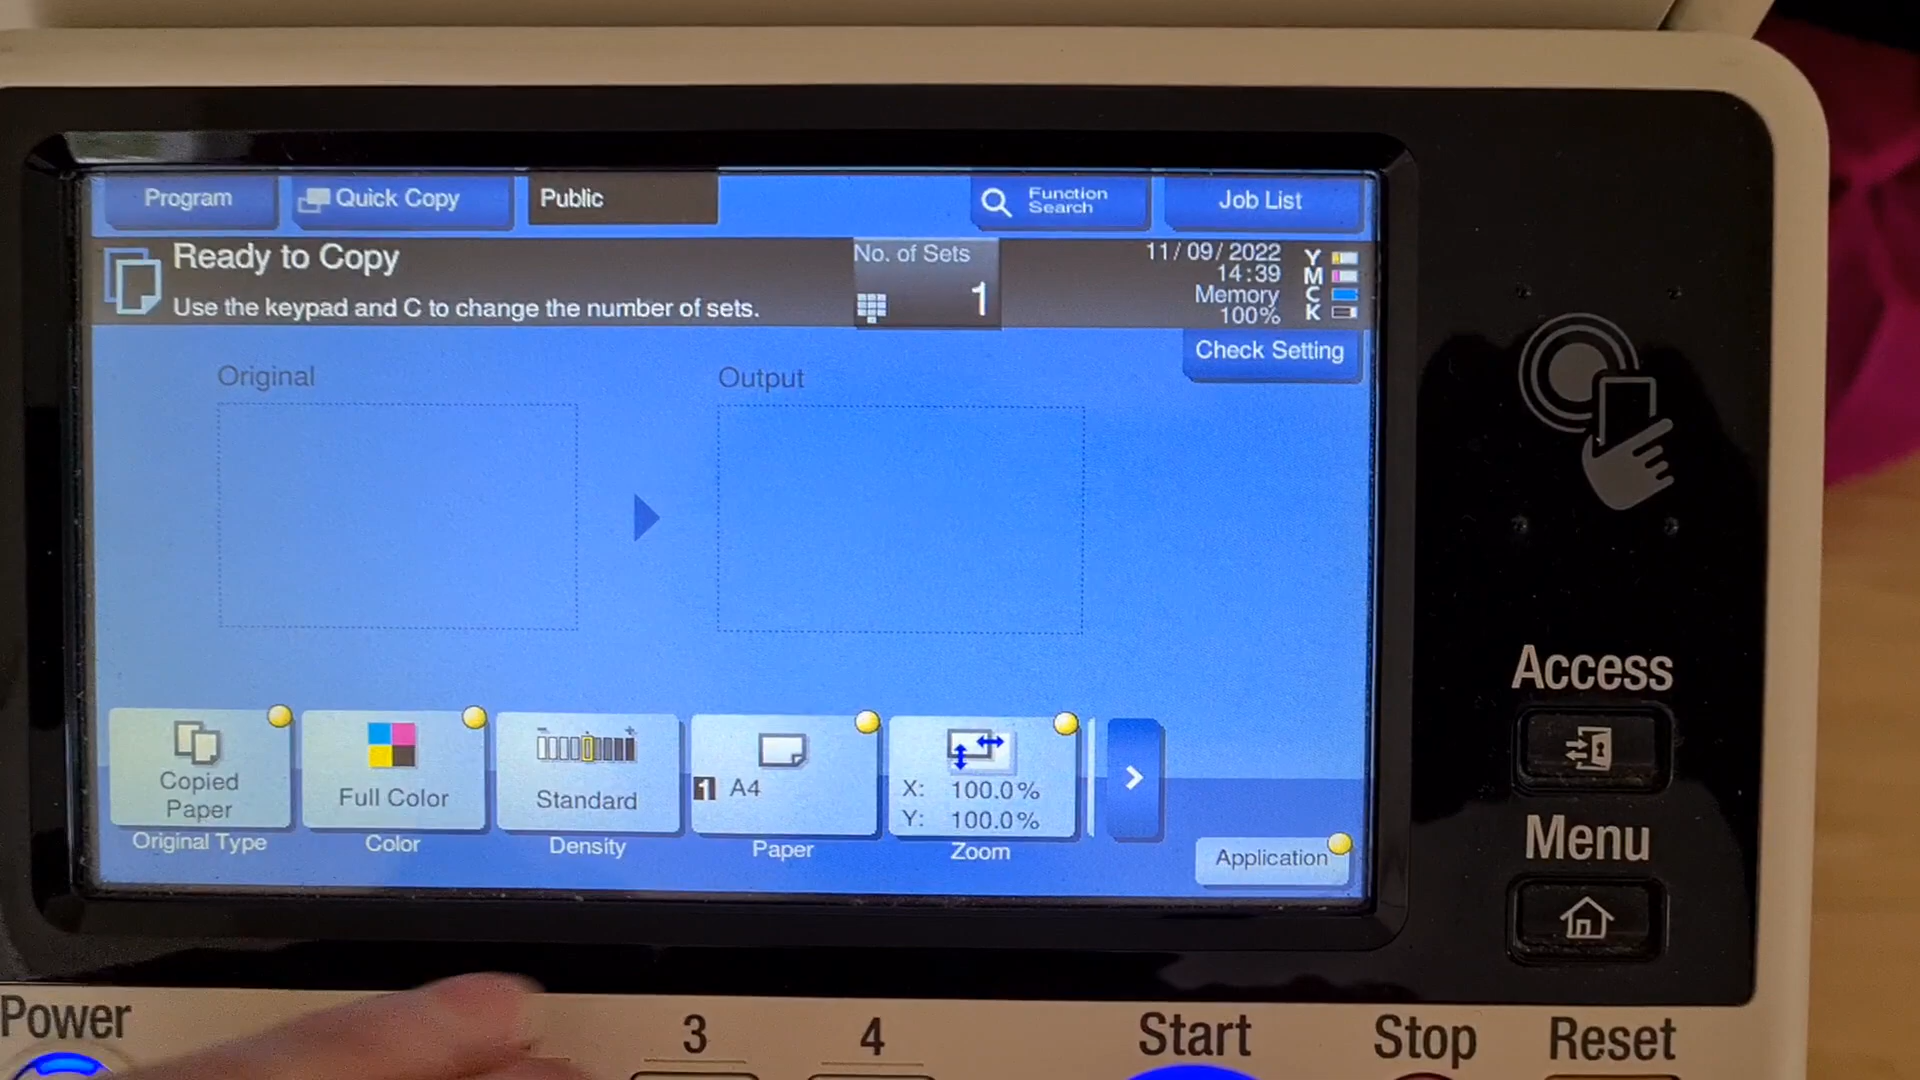 Program
Quick Copy
Public
Function
Search
Job List
Ready to Copy
Use the keypad and C to change the number of sets.
No. of Sets
1
11/09/2022
14:39
Memory
100%
Y
M
C
K
Check Setting
Original
Output
Copied
Paper
Original Type
Full Color
Color
- +
Standard
Density
1 A4
Paper
X: 100.0%
Y: 100.0%
Zoom
Application
Access
Menu
Power
3
4
Start
Stop
Reset